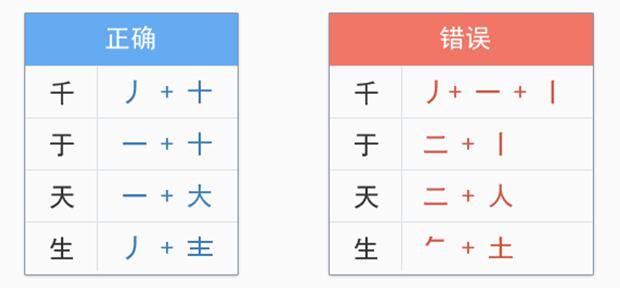 正确
千 丿 + 十
于 一 + 十
天 一 + 大
生 丿 + 龶
错误
千 丿 + 一 + 丨
于 二 + 丨
天 二 + 人
生 𠂉 + 土